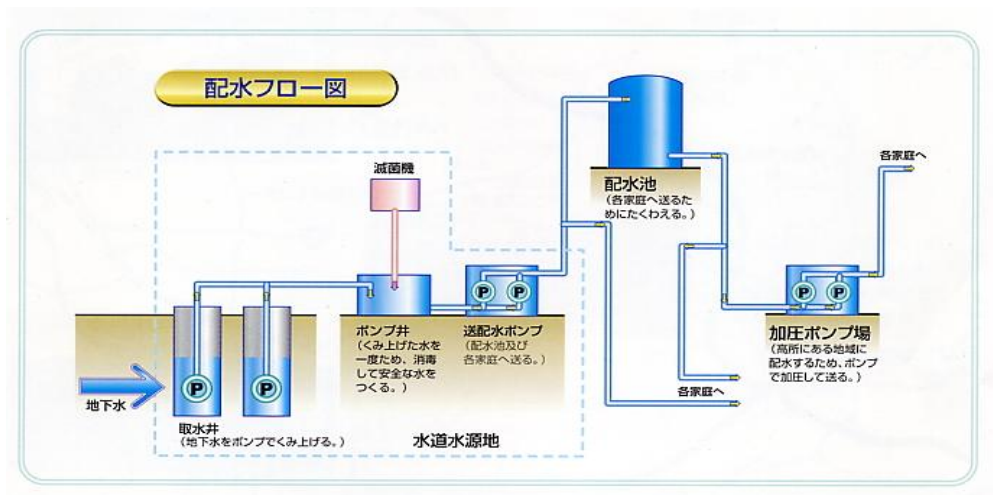 配水フロー図
滅菌機
配水池
(各家庭へ送るた
めにたくわえる。)
各家庭へ
P
P
P
P
ポンプ井
(くみ上げた水を
一度ため、消毒
して安全な水を
つくる。)
送配水ポンプ
(配水池及び
各家庭へ送る。)
加圧ポンプ場
(高所にある地域に
配水するため、ポンプ
で加圧して送る。)
P
P
地下水
各家庭へ
取水井
(地下水をポンプでくみ上げる。)
水道水源地